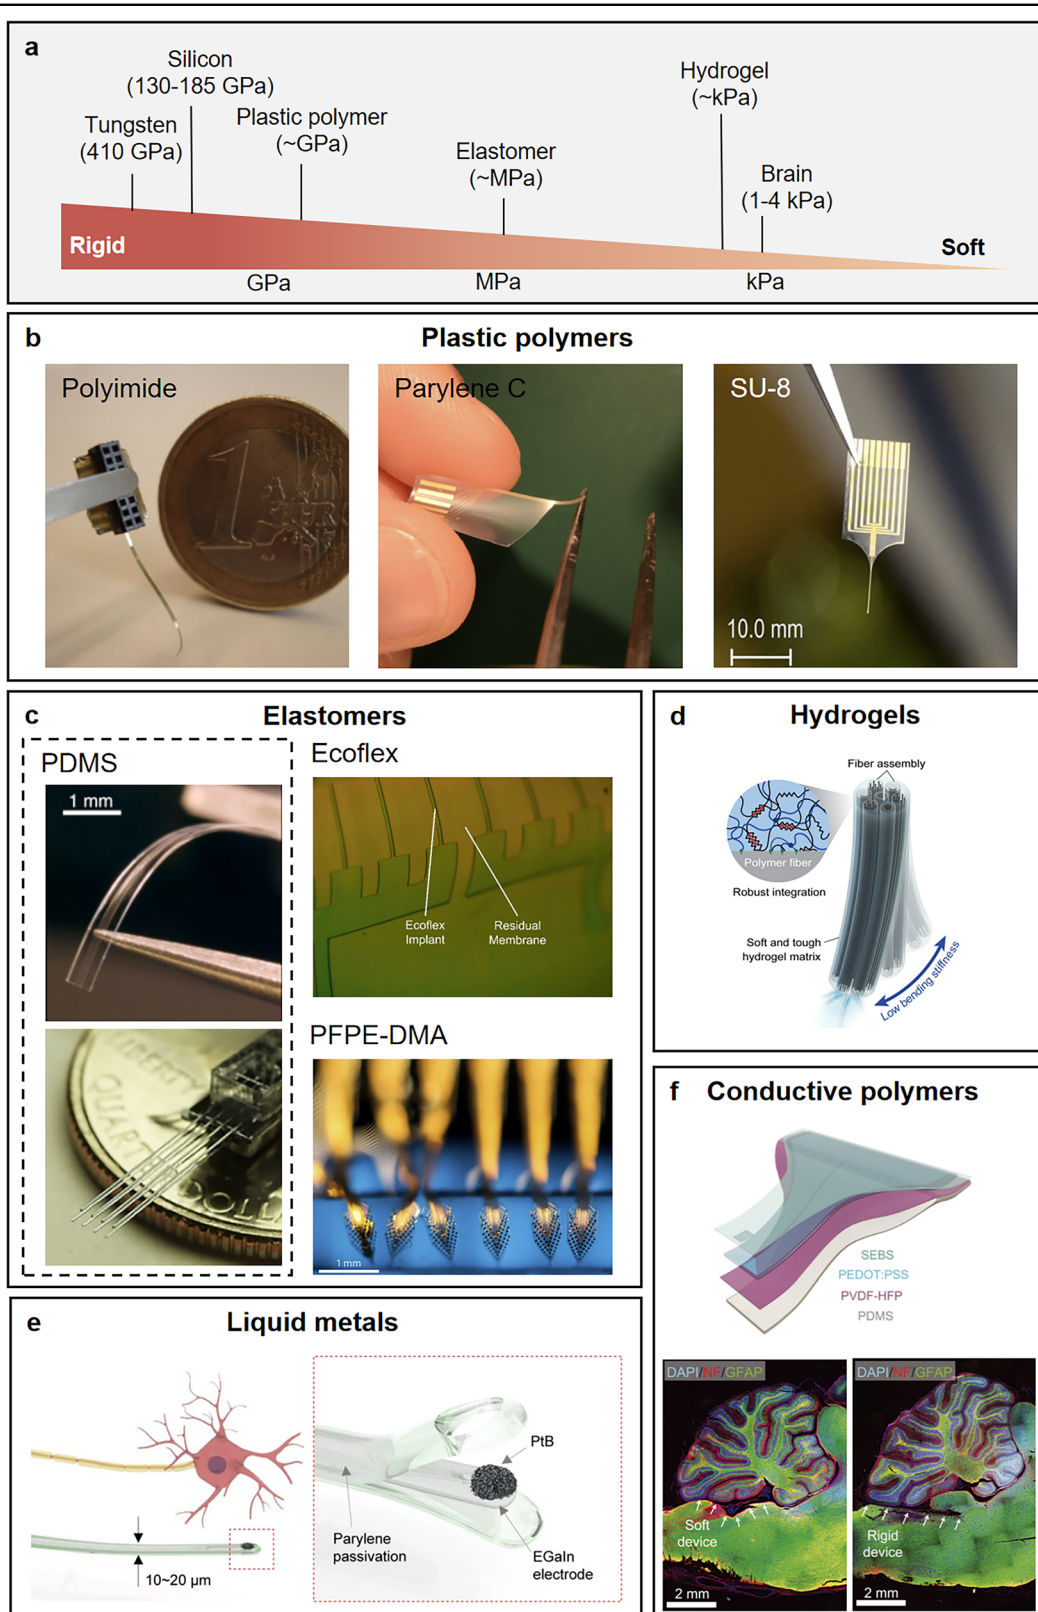 a
Silicon
(130-185 GPa)
Tungsten
(410 GPa)
Plastic polymer
(~GPa)
Elastomer
(~MPa)
Hydrogel
(~kPa)
Brain
(1-4 kPa)
Rigid
Soft
GPa
MPa
kPa
b
Plastic polymers
Polyimide
1
Parylene C
SU-8
10.0 mm
c
Elastomers
PDMS
1 mm
LIBERTY
QUART
DOLL
Ecoflex
Ecoflex
Implant
Residual
Membrane
PFPE-DMA
1 mm
d
Hydrogels
Fiber assembly
Polymer fiber
Robust integration
Soft and tough
hydrogel matrix
Low bending stiffness
e
Liquid metals
10~20 µm
PtB
Parylene
passivation
EGaIn
electrode
f
Conductive polymers
SEBS
PEDOT:PSS
PVDF-HFP
PDMS
DAPI/NF/GFAP
Soft
device
2 mm
DAPI/NF/GFAP
Rigid
device
2 mm